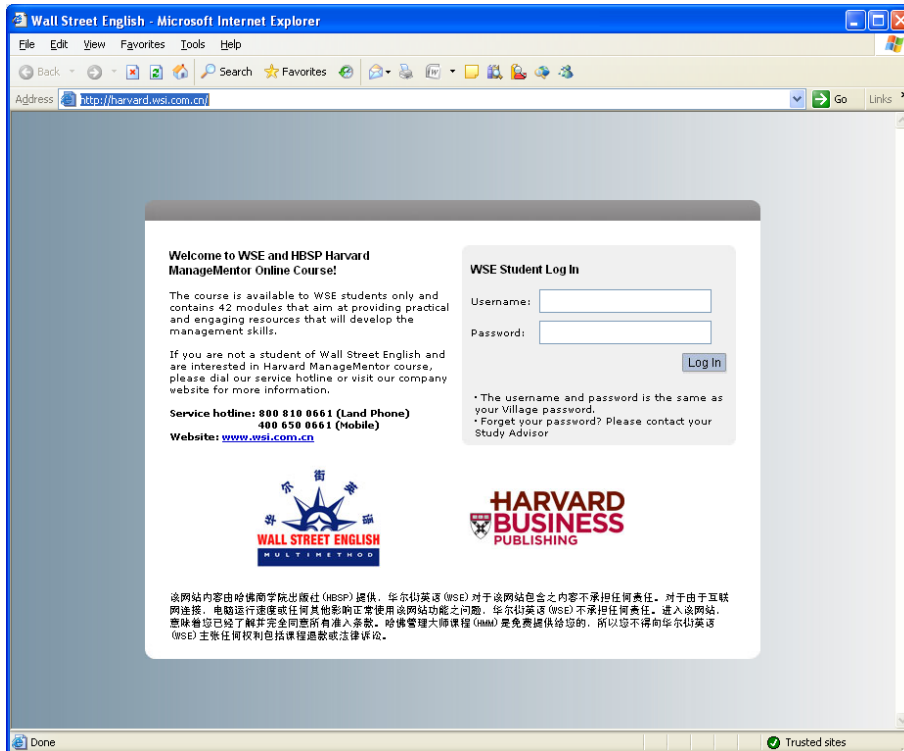 Wall Street English - Microsoft Internet Explorer
File Edit View Favorites Tools Help
Back Search Favorites
Address http://harvard.wsi.com.cn/ Go Links
Welcome to WSE and HBSP Harvard
ManageMentor Online Course!
The course is available to WSE students only and
contains 42 modules that aim at providing practical
and engaging resources that will develop the
management skills.
If you are not a student of Wall Street English and
are interested in Harvard ManageMentor course,
please dial our service hotline or visit our company
website for more information.
Service hotline: 800 810 0661 (Land Phone)
400 650 0661 (Mobile)
Website: www.wsi.com.cn
WSE Student Log In
Username:
Password:
Log In
· The username and password is the same as
your Village password.
· Forget your password? Please contact your
Study Advisor
华尔街英语
WALL STREET ENGLISH
MULTIMETHOD
HARVARD
BUSINESS
PUBLISHING
该网站内容由哈佛商学院出版社(HBSP)提供，华尔街英语(WSE)对于该网站包含之内容不承担任何责任。对于由于互联
网连接、电脑运行速度或任何其他影响正常使用该网站功能之问题，华尔街英语(WSE)不承担任何责任。进入该网站，
意味着您已经了解并完全同意所有准入条款。哈佛管理大师课程(HMM)是免费提供给您的，所以您不得向华尔街英语
(WSE)主张任何权利包括课程退款或法律诉讼。
Done Trusted sites